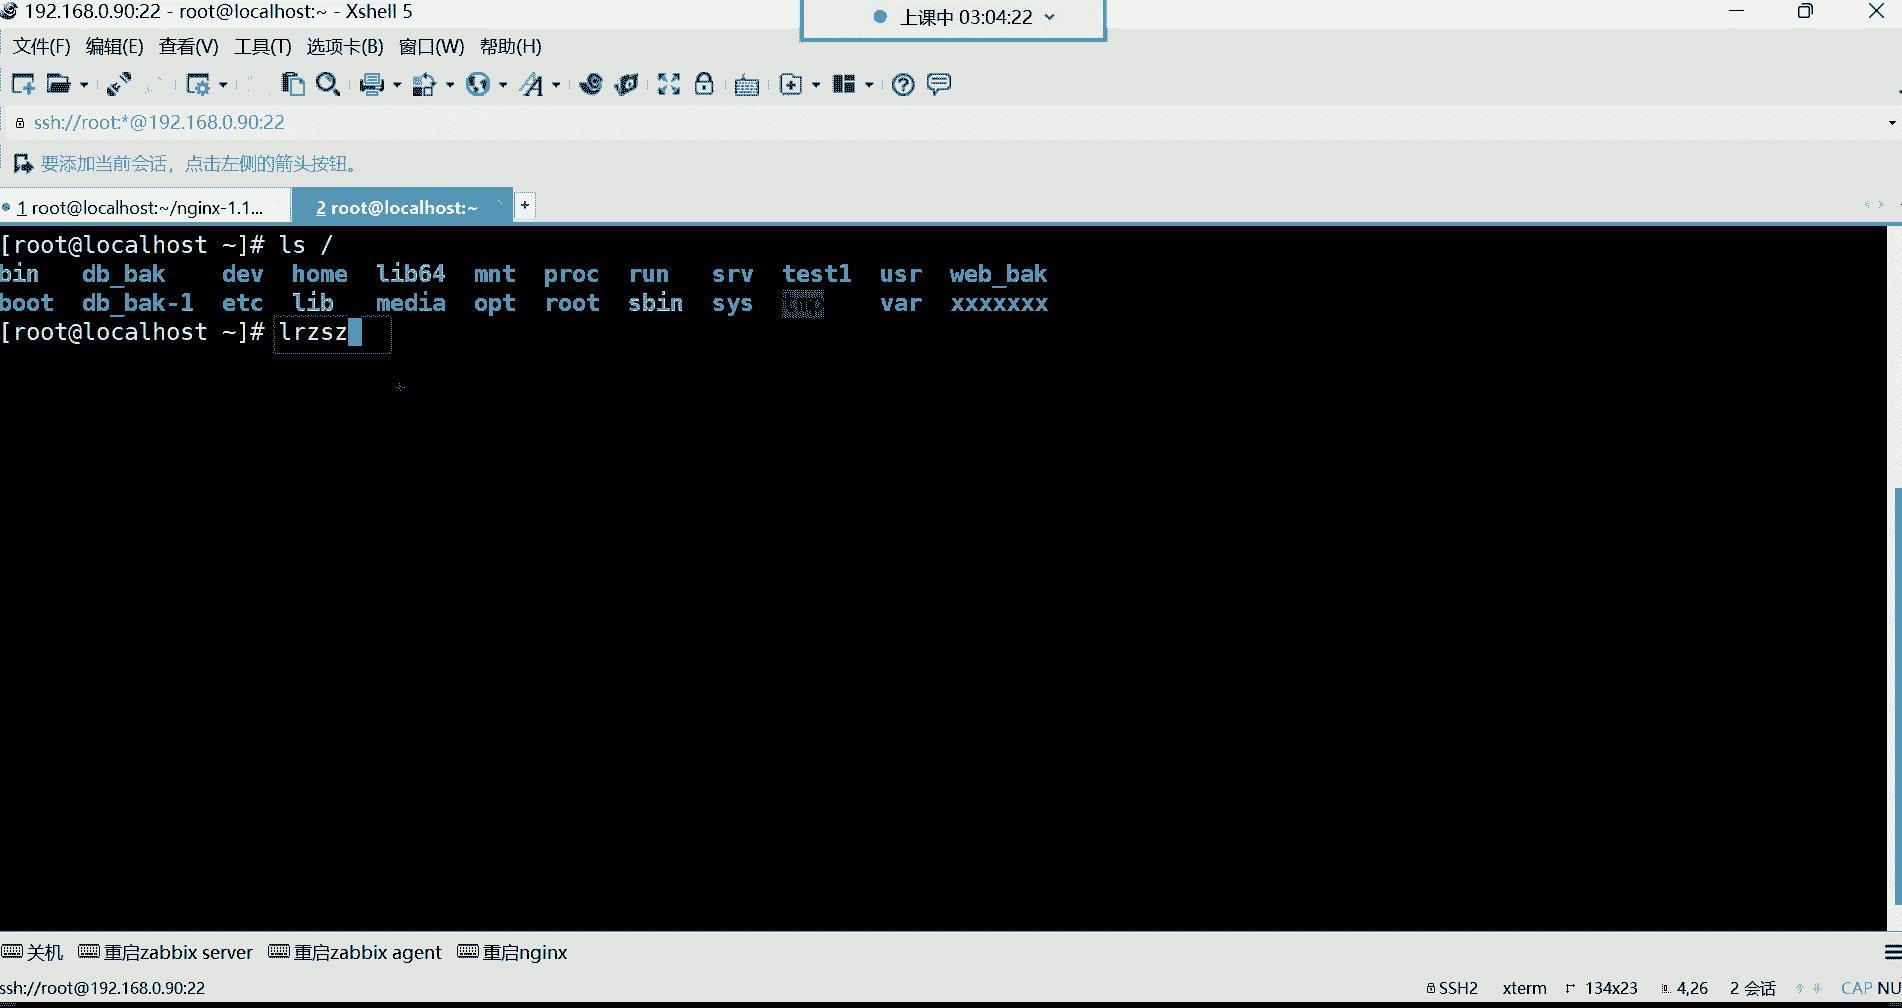 192.168.0.90:22 - root@localhost:~ - Xshell 5
上课中 03:04:22
文件(F) 编辑(E) 查看(V) 工具(T) 选项卡(B) 窗口(W) 帮助(H)
ssh://root:*@192.168.0.90:22
要添加当前会话，点击左侧的箭头按钮。
1 root@localhost:~/nginx-1.1... 2 root@localhost:~ +
[root@localhost ~]# ls /
bin db_bak dev home lib64 mnt proc run srv test1 usr web_bak
boot db_bak-1 etc lib media opt root sbin sys tmp var xxxxxxx
[root@localhost ~]# lrzsz
关机 重启zabbix server 重启zabbix agent 重启nginx
ssh://root@192.168.0.90:22 SSH2 xterm 134x23 4,26 2 会话 CAP NU